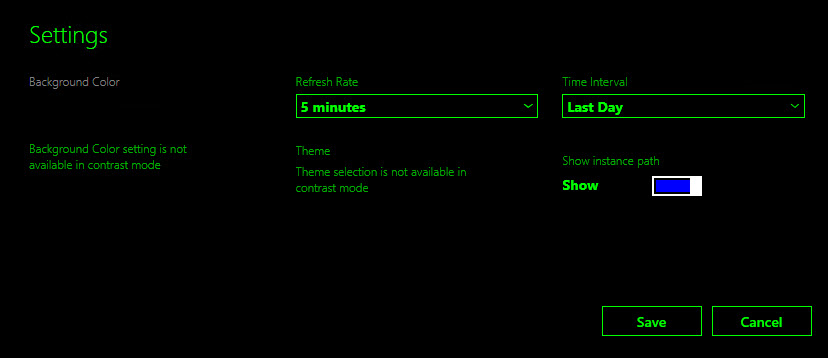 Settings
Background Color
Refresh Rate
Time Interval
5 minutes
Last Day
Background Color setting is not
available in contrast mode
Theme
Theme selection is not available in
contrast mode
Show instance path
Show
Save
Cancel